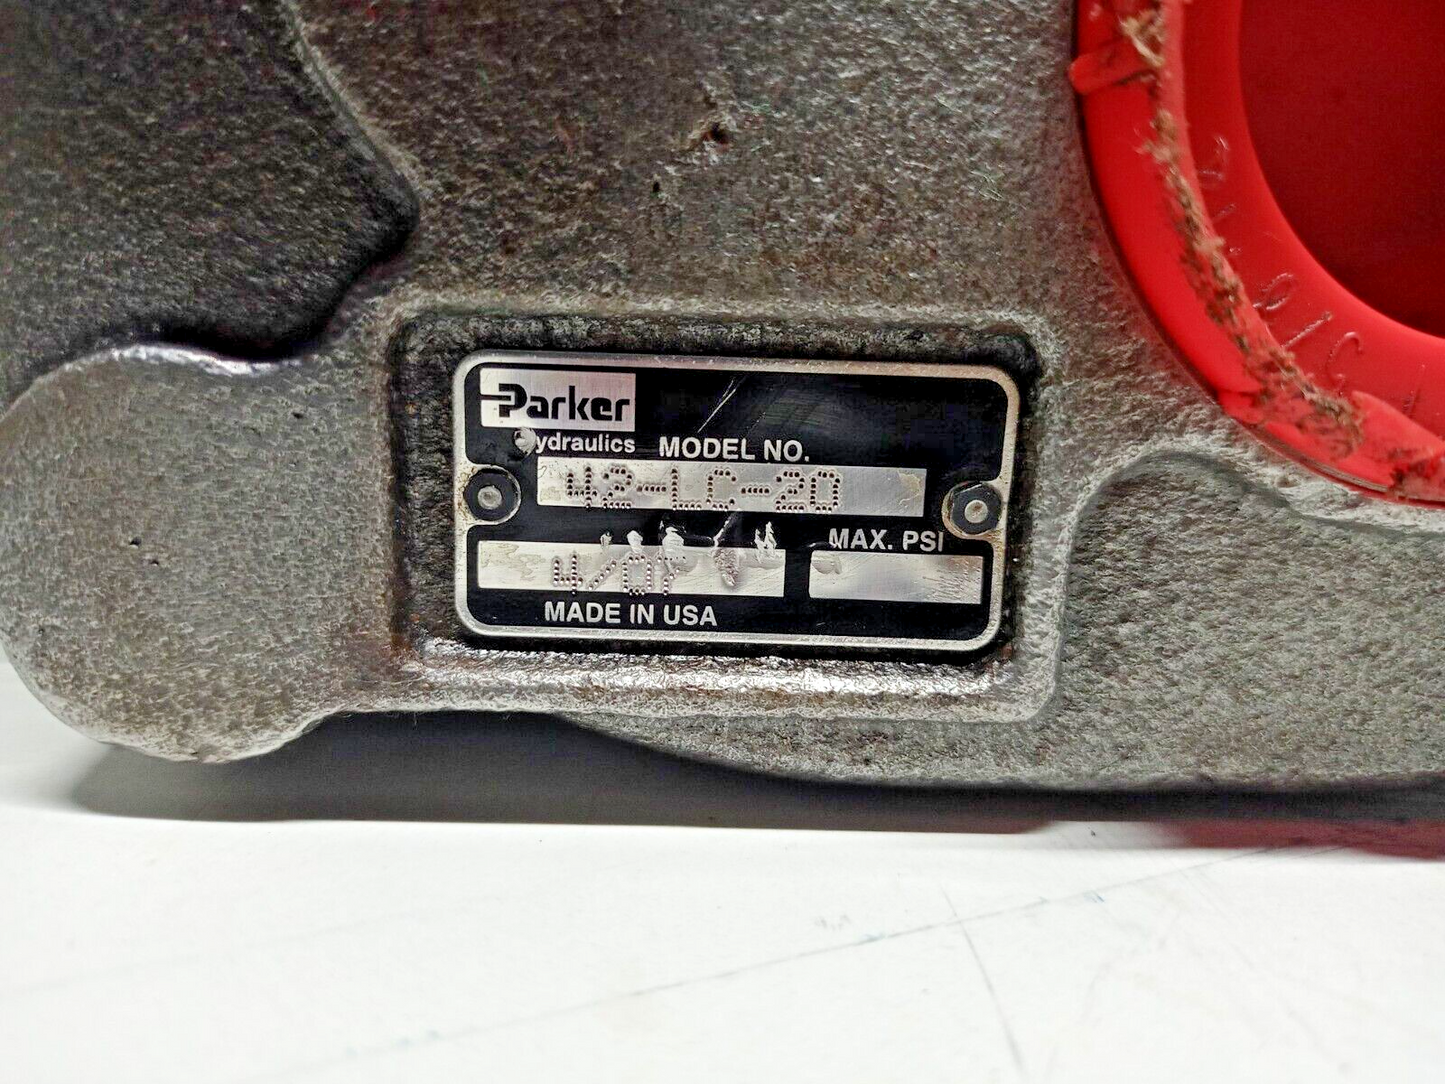 Parker
Hydraulics
MODEL NO.
42-LC-20
MAX. PSI
4/07
MADE IN USA